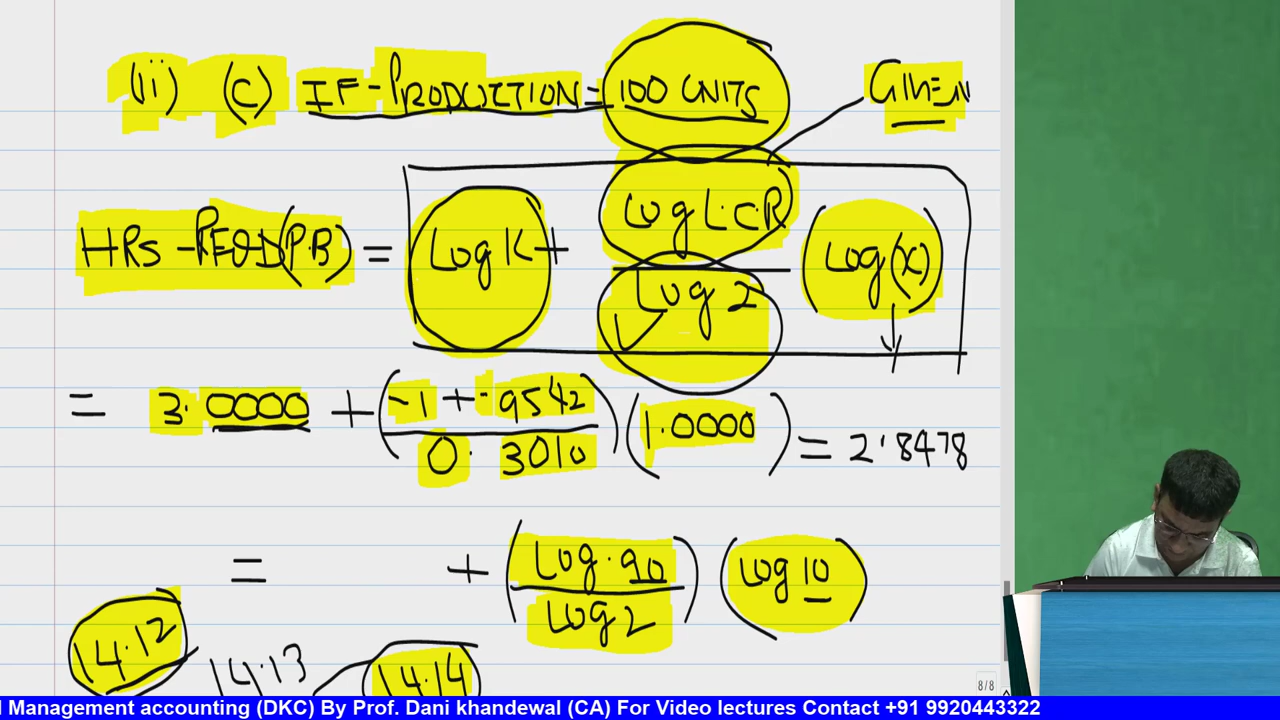 (ii) (C) IF-PRODUCTION = 100 UNITS GIVEN
HRS-REQD(P.B) = Log K + Log L.C.R / Log 2 (Log(x))
= 3.0000 + (-1 + .9542 / 0.3010) (1.0000) = 2.8478
= + (Log .90 / Log 2) (Log 10)
14.12 14.13 14.14
8/8
l Management accounting (DKC) By Prof. Dani khandewal (CA) For Video lectures Contact +91 9920443322